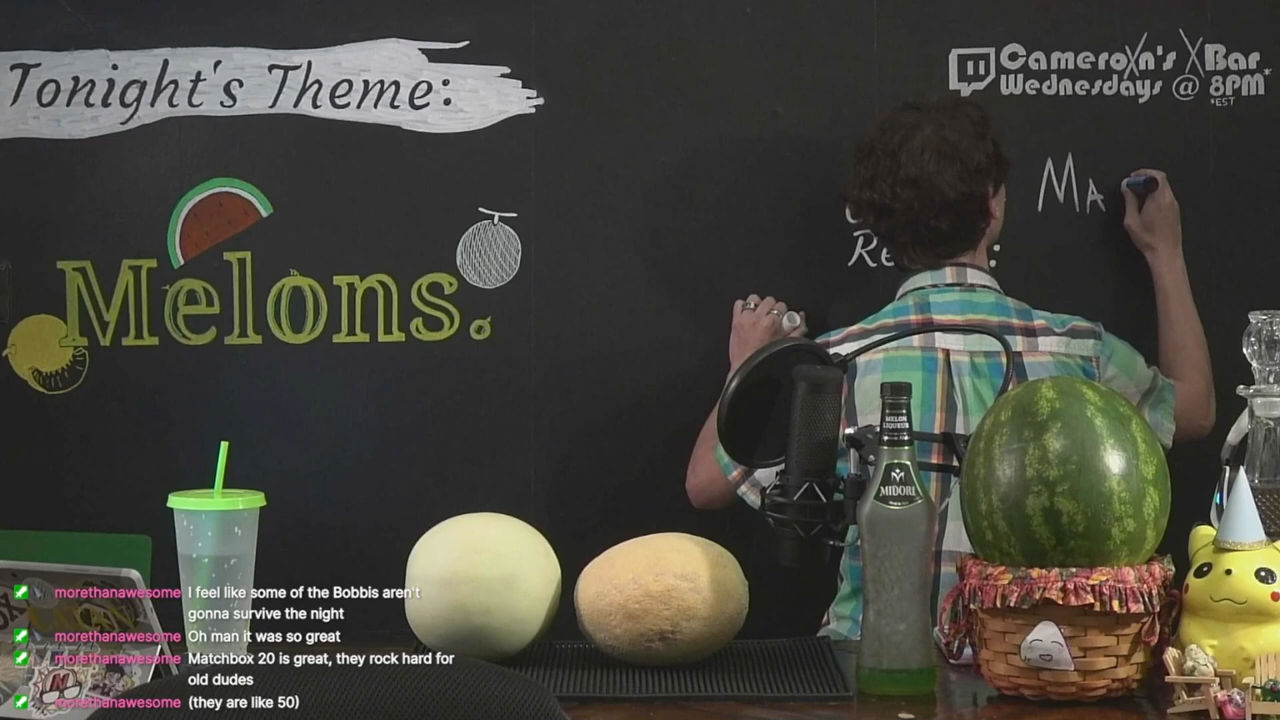 Tonight's Theme:
Melons.
CameroXn's XBar
Wednesdays @ 8PM*
*EST
Ma
Re :
MELON
LIQUEUR
MIDORI
morethanawesome I feel like some of the Bobbis aren't
gonna survive the night
morethanawesome Oh man it was so great
morethanawesome Matchbox 20 is great, they rock hard for
old dudes
morethanawesome (they are like 50)